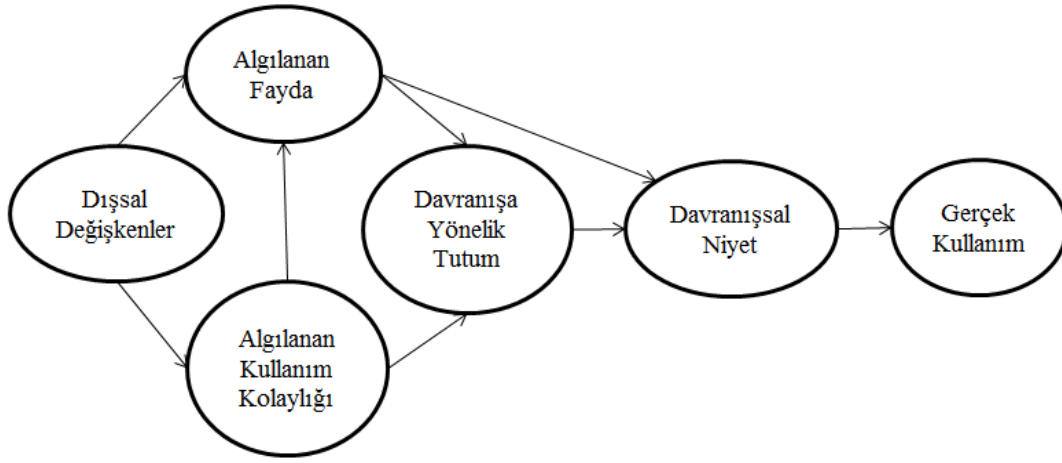 Algılanan
Fayda
Dışsal
Değişkenler
Davranışa
Yönelik
Tutum
Davranışsal
Niyet
Gerçek
Kullanım
Algılanan
Kullanım
Kolaylığı